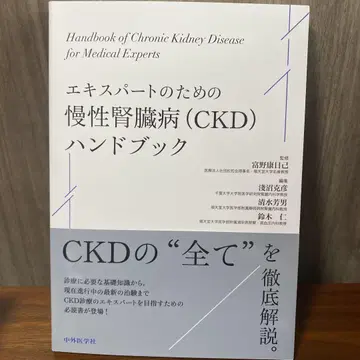 Handbook of Chronic Kidney Disease
for Medical Experts
エキスパートのための
慢性腎臓病(CKD)
ハンドブック
監修
富野康日己
編集
淺沼克彦
清水芳男
鈴木 仁
CKDの“全て”を徹底解説。
診療に必要な基礎知識から、
現在進行中の最新の治験まで
CKD診療のエキスパートを目指すための
必携書が登場!
中外医学社